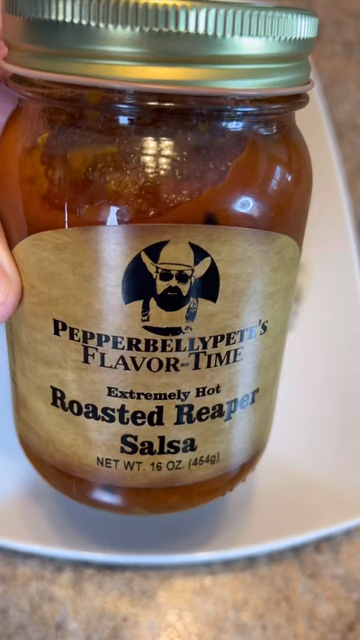 PEPPERBELLYPETE'S
FLAVOR-TIME
Extremely Hot
Roasted Reaper
Salsa
NET WT. 16 OZ. (454g)